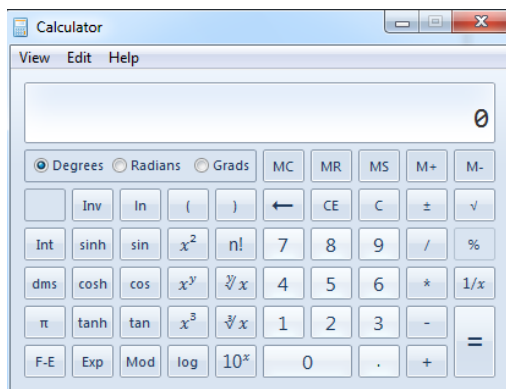 Calculator
View Edit Help
0
Degrees Radians Grads MC MR MS M+ M-
Inv ln ( ) ← CE C ± √
Int sinh sin x² n! 7 8 9 / %
dms cosh cos xʸ ʸ√x 4 5 6 * 1/x
π tanh tan x³ ³√x 1 2 3 - =
F-E Exp Mod log 10ˣ 0 . +